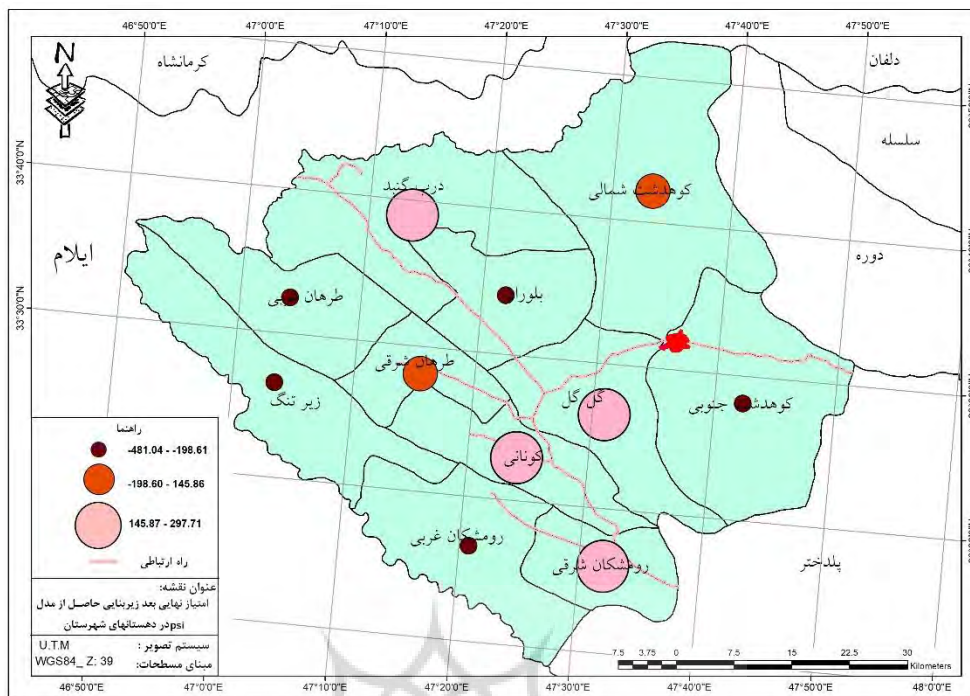 46°50'0"E 47°0'0"E 47°10'0"E 47°20'0"E 47°30'0"E 47°40'0"E 47°50'0"E
N
کرمانشاه
دلفان
سلسله
33°40'0"N
درب گنبد
کوهدشت شمالی
ایلام
دوره
بلوران
33°30'0"N
طرهان شرقی
زیر تنگ
گل گل
کوهدشت جنوبی
کونانی
رومشکان غربی
رومشکان شرقی
پلدختر
راهنما
-481.04 - -198.61
-198.60 - 145.86
145.87 - 297.71
راه ارتباطی
عنوان نقشه:
امتیاز نهایی بعد زیربنایی حاصل از مدل
psi در دهستانهای شهرستان
سیستم تصویر : U.T.M
مبنای مسطحات: WGS84_ Z: 39
7.5 3.75 0 7.5 15 22.5 30
Kilometers
46°50'0"E 47°0'0"E 47°10'0"E 47°20'0"E 47°30'0"E 47°40'0"E 47°50'0"E 48°0'0"E